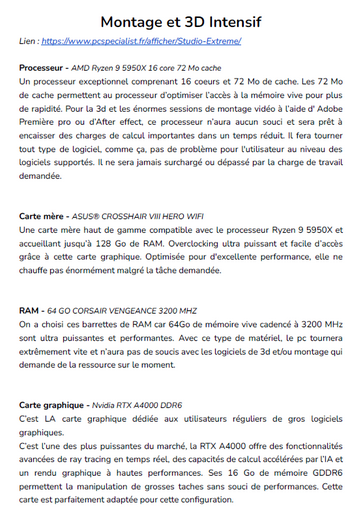 Montage et 3D Intensif
Lien : https://www.pcspecialist.fr/afficher/Studio-Extreme/
Processeur - AMD Ryzen 9 5950X 16 core 72 Mo cache
Un processeur exceptionnel comprenant 16 coeurs et 72 Mo de cache. Les 72 Mo
de cache permettent au processeur d'optimiser l'accès à la mémoire vive pour plus
de rapidité. Pour la 3d et les énormes sessions de montage vidéo à l'aide d' Adobe
Première pro ou d'After effect, ce processeur n'aura aucun souci et sera prêt à
encaisser des charges de calcul importantes dans un temps réduit. Il fera tourner
tout type de logiciel, comme ça, pas de problème pour l'utilisateur au niveau des
logiciels supportés. Il ne sera jamais surchargé ou dépassé par la charge de travail
demandée.
Carte mère - ASUS® CROSSHAIR VIII HERO WIFI
Une carte mère haut de gamme compatible avec le processeur Ryzen 9 5950X et
accueillant jusqu'à 128 Go de RAM. Overclocking ultra puissant et facile d'accès
grâce à cette carte graphique. Optimisée pour d'excellente performance, elle ne
chauffe pas énormément malgré la tâche demandée.
RAM - 64 GO CORSAIR VENGEANCE 3200 MHZ
On a choisi ces barrettes de RAM car 64Go de mémoire vive cadencé à 3200 MHz
sont ultra puissantes et performantes. Avec ce type de matériel, le pc tournera
extrêmement vite et n'aura pas de soucis avec les logiciels de 3d et/ou montage qui
demande de la ressource sur le moment.
Carte graphique - Nvidia RTX A4000 DDR6
C'est LA carte graphique dédiée aux utilisateurs réguliers de gros logiciels
graphiques.
C'est l'une des plus puissantes du marché, la RTX A4000 offre des fonctionnalités
avancées de ray tracing en temps réel, des capacités de calcul accélérées par l'IA et
un rendu graphique à hautes performances. Ses 16 Go de mémoire GDDR6
permettent la manipulation de grosses taches sans souci de performances. Cette
carte est parfaitement adaptée pour cette configuration.